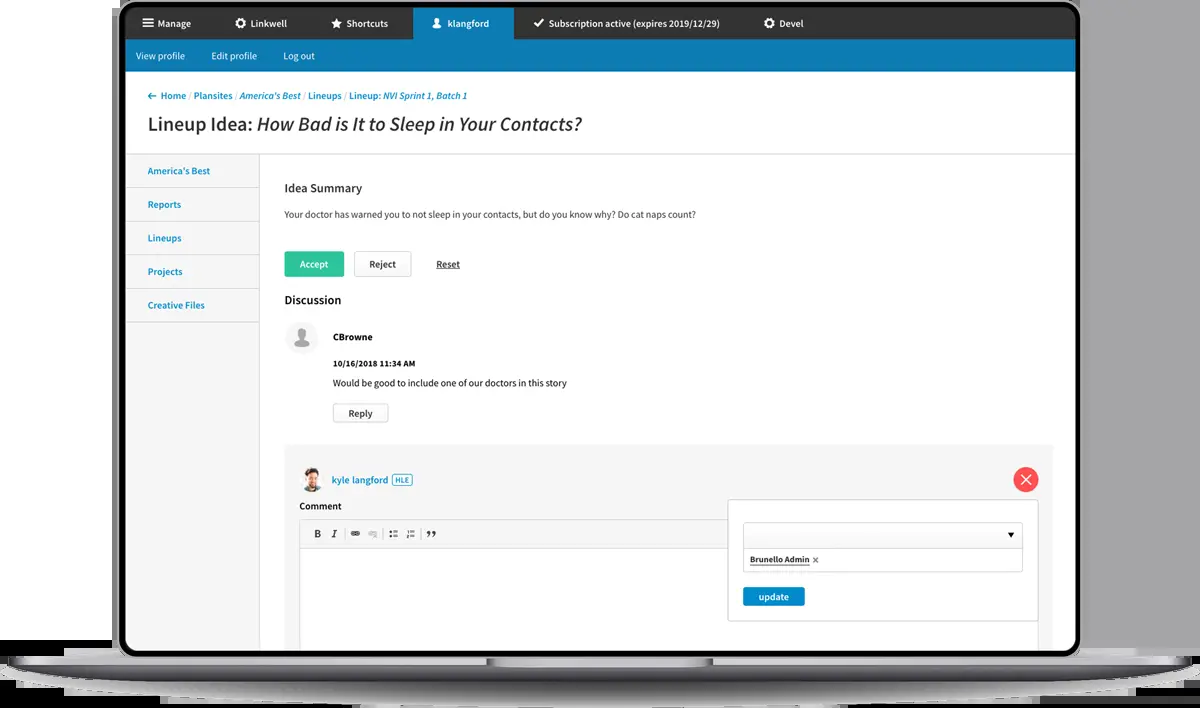 Manage Linkwell Shortcuts klangford Subscription active (expires 2019/12/29) Devel
View profile Edit profile Log out
Home / Plansites / America's Best / Lineups / Lineup: NVI Sprint 1, Batch 1
Lineup Idea: How Bad is It to Sleep in Your Contacts?
America's Best
Reports
Lineups
Projects
Creative Files
Idea Summary
Your doctor has warned you to not sleep in your contacts, but do you know why? Do cat naps count?
Accept Reject Reset
Discussion
CBrowne
10/16/2018 11:34 AM
Would be good to include one of our doctors in this story
Reply
kyle langford HLE
Comment
B I
Brunello Admin x
update